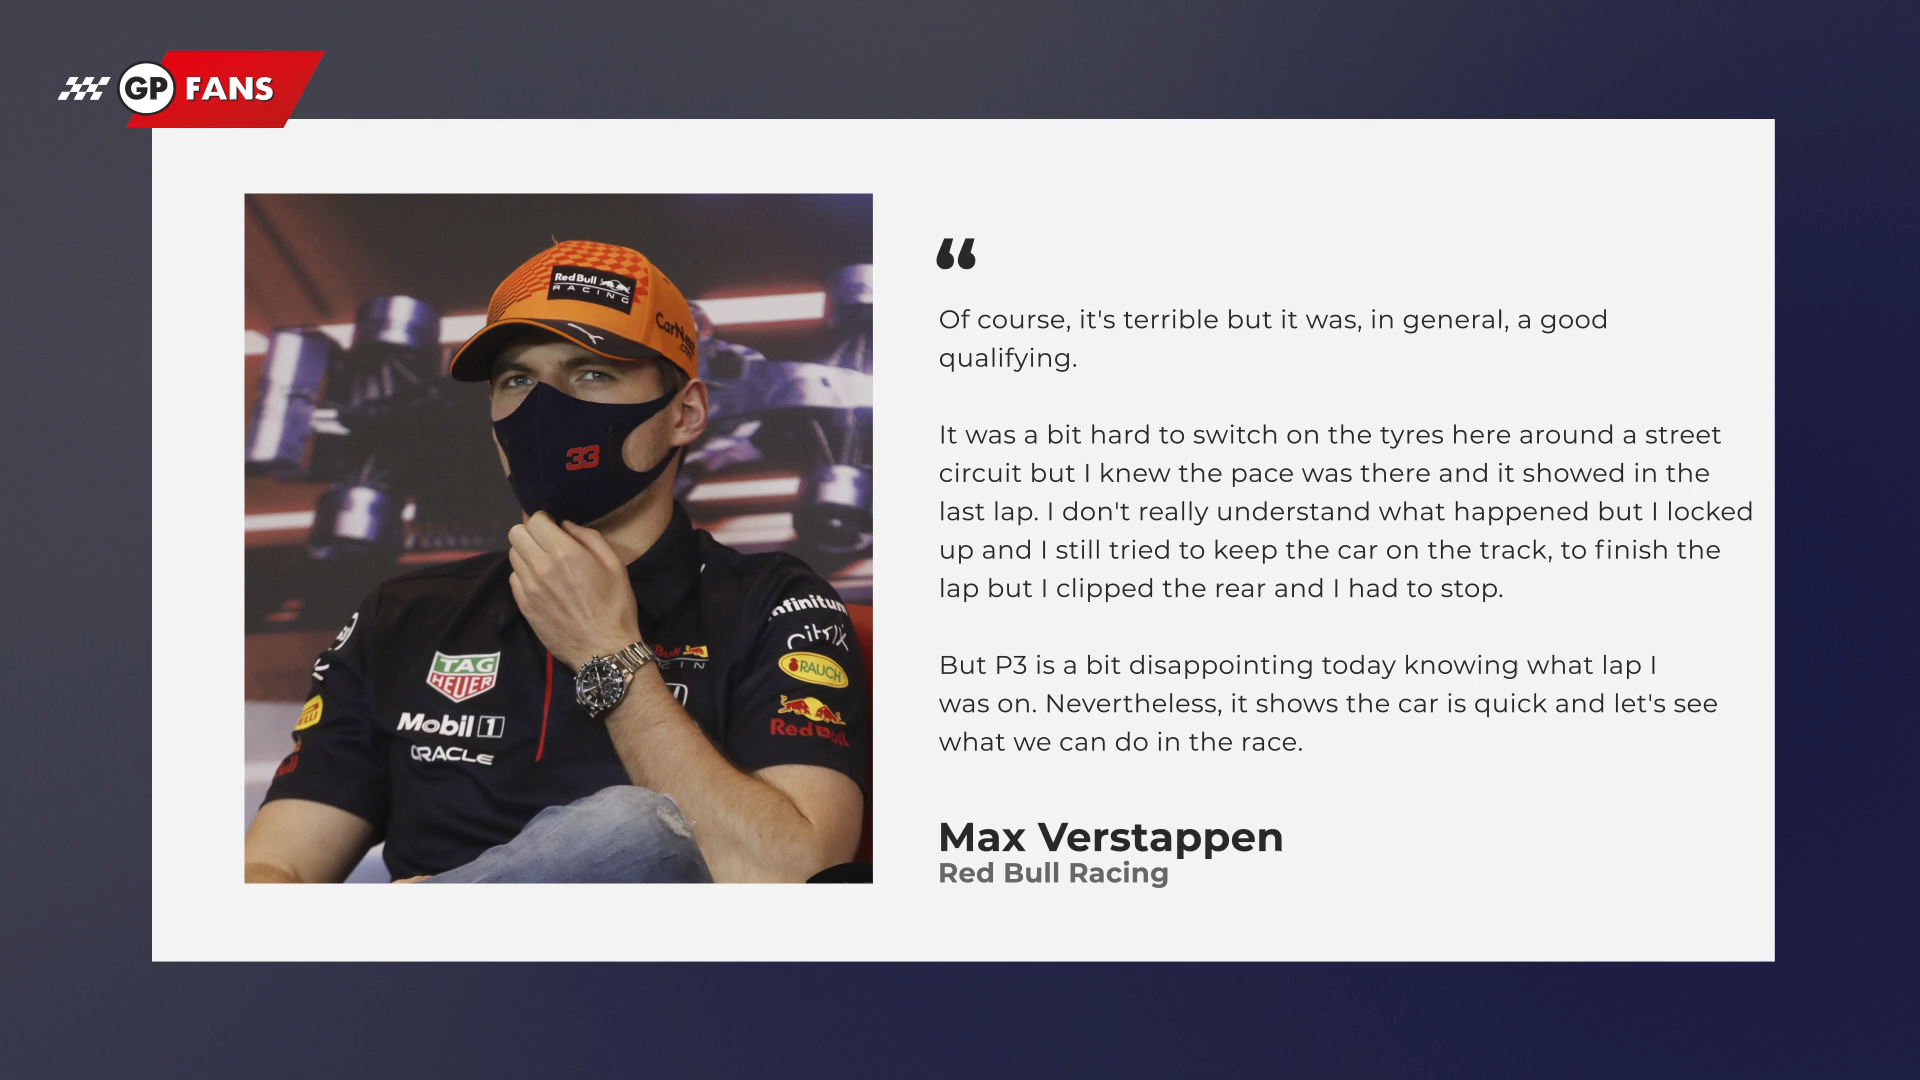 GP FANS
Red Bull
RACING
33
TAG
HEUER
Mobil 1
ORACLE
citrix
RAUCH
Red Bull
“
Of course, it's terrible but it was, in general, a good
qualifying.
It was a bit hard to switch on the tyres here around a street
circuit but I knew the pace was there and it showed in the
last lap. I don't really understand what happened but I locked
up and I still tried to keep the car on the track, to finish the
lap but I clipped the rear and I had to stop.
But P3 is a bit disappointing today knowing what lap I
was on. Nevertheless, it shows the car is quick and let's see
what we can do in the race.
Max Verstappen
Red Bull Racing